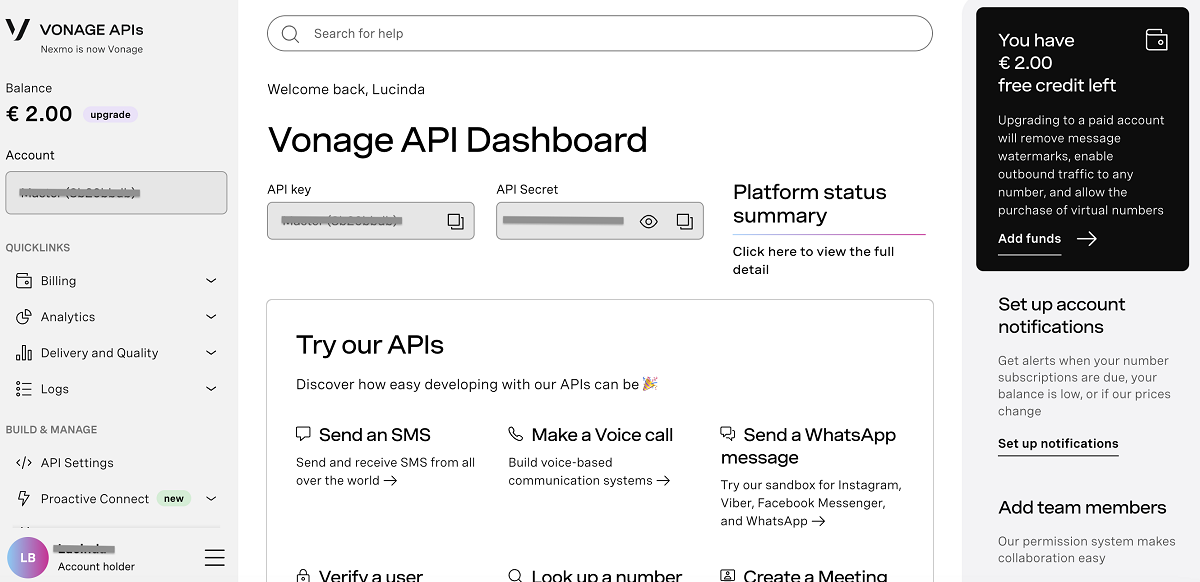 VONAGE APIs
Nexmo is now Vonage
Balance
€ 2.00 upgrade
Account
QUICKLINKS
Billing
Analytics
Delivery and Quality
Logs
BUILD & MANAGE
API Settings
Proactive Connect new
LB
Account holder
Search for help
Welcome back, Lucinda
Vonage API Dashboard
API key
API Secret
Platform status
summary
Click here to view the full
detail
Try our APIs
Discover how easy developing with our APIs can be 🎉
Send an SMS
Send and receive SMS from all
over the world →
Make a Voice call
Build voice-based
communication systems →
Send a WhatsApp
message
Try our sandbox for Instagram,
Viber, Facebook Messenger,
and WhatsApp →
Verify a user
Look up a number
Create a Meeting
You have
€ 2.00
free credit left
Upgrading to a paid account
will remove message
watermarks, enable
outbound traffic to any
number, and allow the
purchase of virtual numbers
Add funds →
Set up account
notifications
Get alerts when your number
subscriptions are due, your
balance is low, or if our prices
change
Set up notifications
Add team members
Our permission system makes
collaboration easy